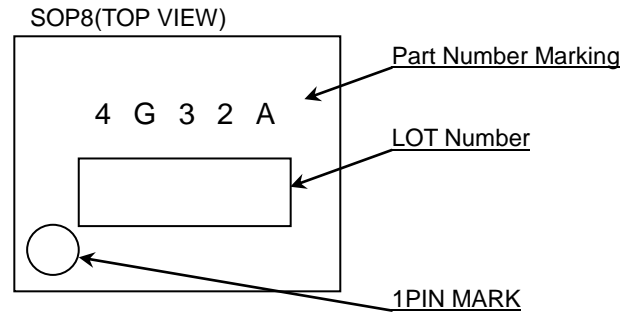 SOP8(TOP VIEW)
Part Number Marking
4 G 3 2 A
LOT Number
1PIN MARK